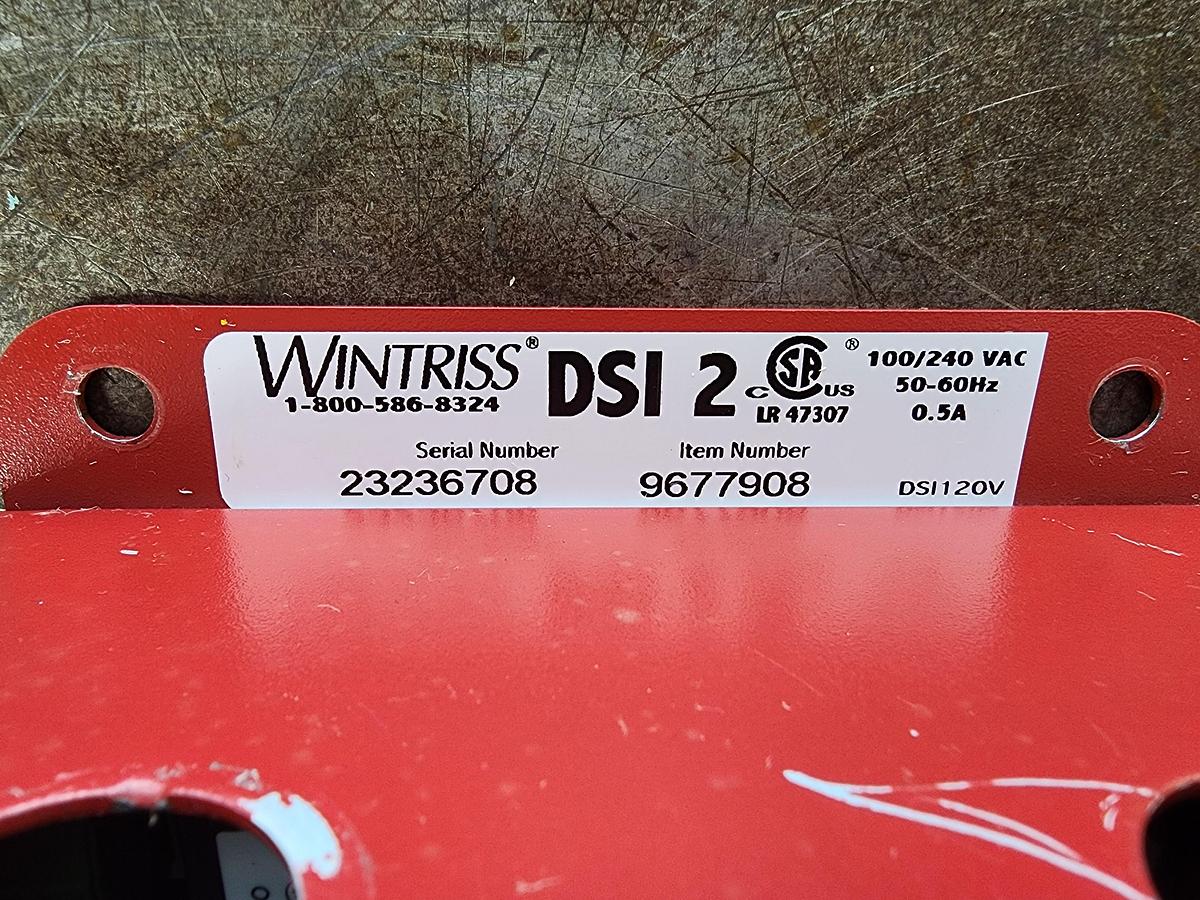 WINTRISS® DSI 2 C CSA US ® 100/240 VAC
1-800-586-8324 LR 47307 50-60Hz
0.5A
Serial Number Item Number
23236708 9677908 DSI120V